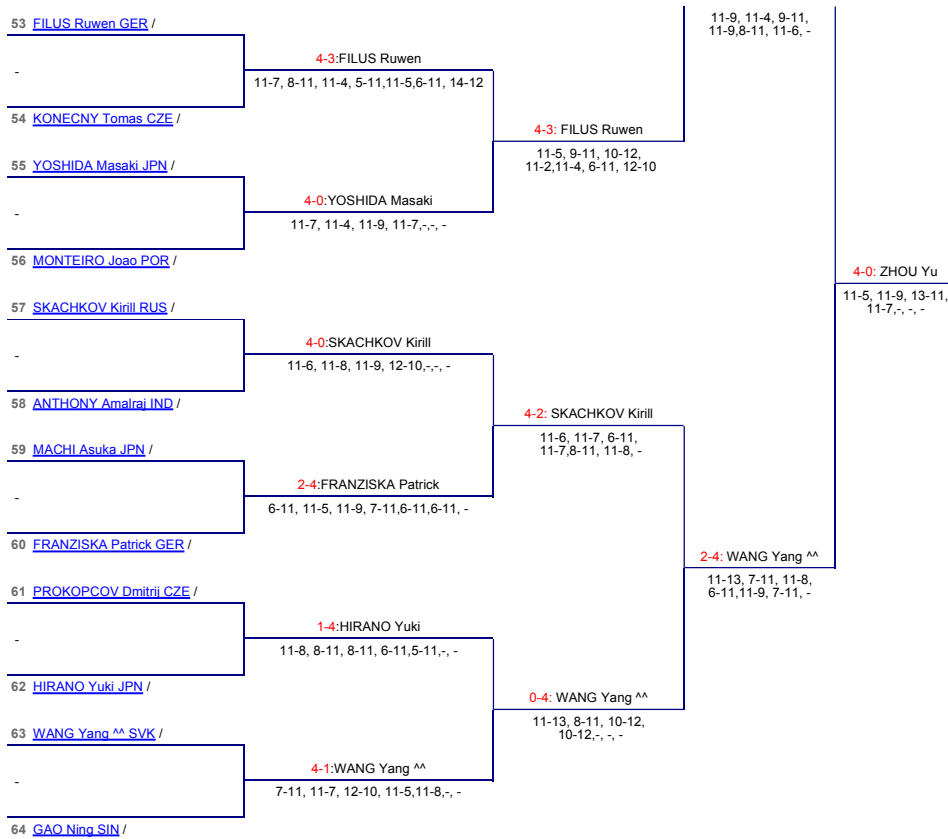 53 FILUS Ruwen GER /
-
54 KONECNY Tomas CZE /
55 YOSHIDA Masaki JPN /
-
56 MONTEIRO Joao POR /
57 SKACHKOV Kirill RUS /
-
58 ANTHONY Amalraj IND /
59 MACHI Asuka JPN /
-
60 FRANZISKA Patrick GER /
61 PROKOPCOV Dmitrij CZE /
-
62 HIRANO Yuki JPN /
63 WANG Yang ^^ SVK /
-
64 GAO Ning SIN /
4-3:FILUS Ruwen
11-7, 8-11, 11-4, 5-11,11-5,6-11, 14-12
4-0:YOSHIDA Masaki
11-7, 11-4, 11-9, 11-7,-,-, -
4-0:SKACHKOV Kirill
11-6, 11-8, 11-9, 12-10,-,-, -
2-4:FRANZISKA Patrick
6-11, 11-5, 11-9, 7-11,6-11,6-11, -
1-4:HIRANO Yuki
11-8, 8-11, 8-11, 6-11,5-11,-, -
4-1:WANG Yang ^^
7-11, 11-7, 12-10, 11-5,11-8,-, -
4-3: FILUS Ruwen
11-5, 9-11, 10-12,
11-2,11-4, 6-11, 12-10
4-2: SKACHKOV Kirill
11-6, 11-7, 6-11,
11-7,8-11, 11-8, -
0-4: WANG Yang ^^
11-13, 8-11, 10-12,
10-12,-, -, -
11-9, 11-4, 9-11,
11-9,8-11, 11-6, -
2-4: WANG Yang ^^
11-13, 7-11, 11-8,
6-11,11-9, 7-11, -
4-0: ZHOU Yu
11-5, 11-9, 13-11,
11-7,-, -, -